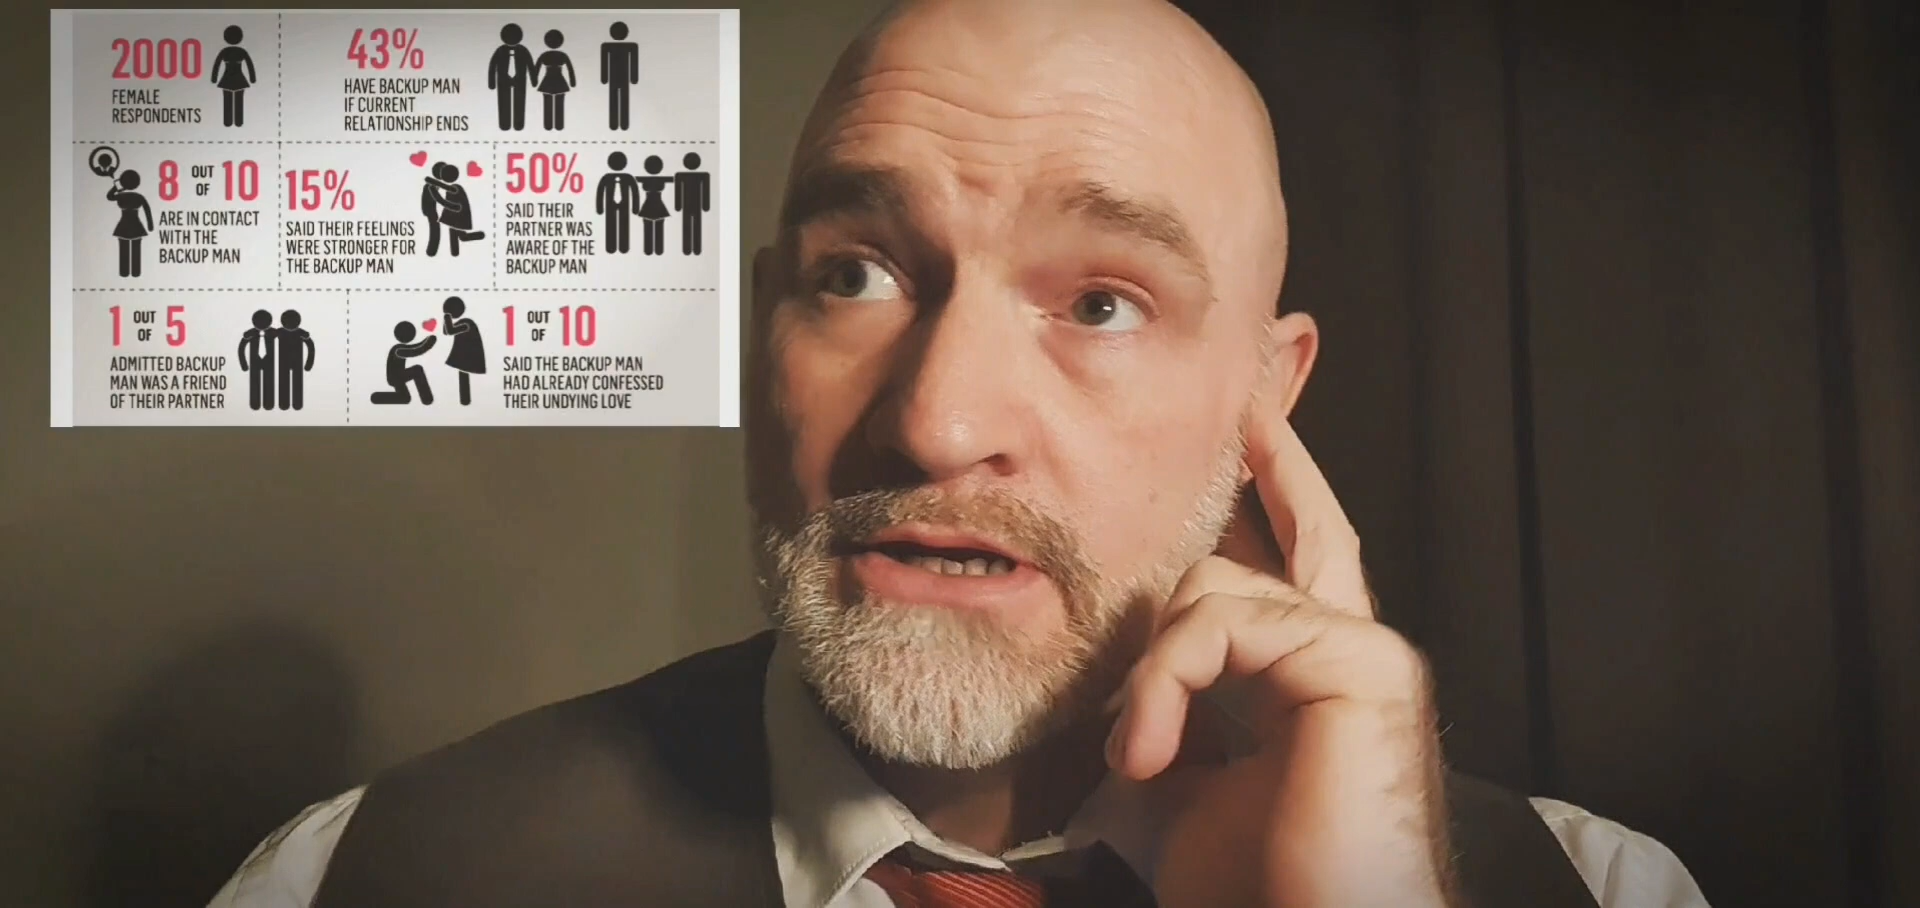 2000
FEMALE
RESPONDENTS
43%
HAVE BACKUP MAN
IF CURRENT
RELATIONSHIP ENDS
8 OUT OF 10
ARE IN CONTACT
WITH THE
BACKUP MAN
15%
SAID THEIR FEELINGS
WERE STRONGER FOR
THE BACKUP MAN
50%
SAID THEIR
PARTNER WAS
AWARE OF THE
BACKUP MAN
1 OUT OF 5
ADMITTED BACKUP
MAN WAS A FRIEND
OF THEIR PARTNER
1 OUT OF 10
SAID THE BACKUP MAN
HAD ALREADY CONFESSED
THEIR UNDYING LOVE